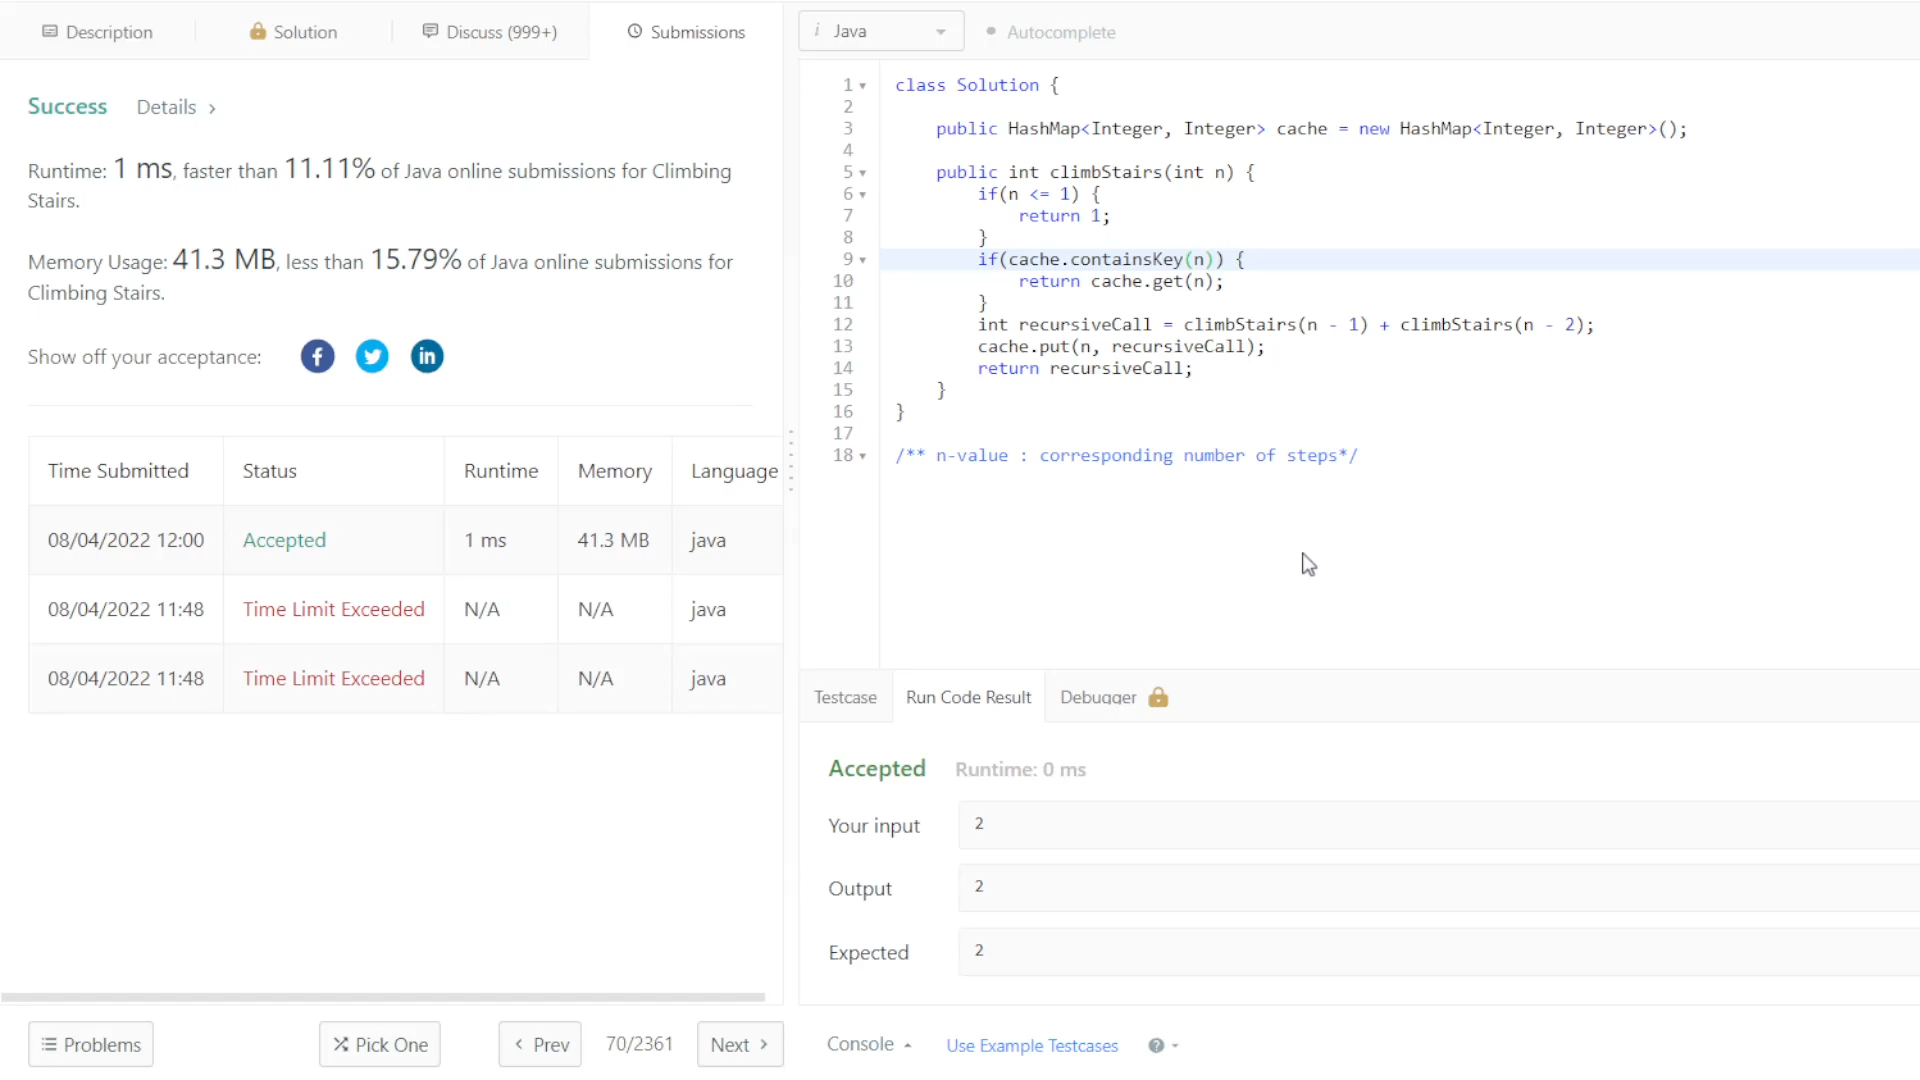 Description
Solution
Discuss (999+)
Submissions
Success Details >
Runtime: 1 ms, faster than 11.11% of Java online submissions for Climbing
Stairs.
Memory Usage: 41.3 MB, less than 15.79% of Java online submissions for
Climbing Stairs.
Show off your acceptance:
Time Submitted Status Runtime Memory Language
08/04/2022 12:00 Accepted 1 ms 41.3 MB java
08/04/2022 11:48 Time Limit Exceeded N/A N/A java
08/04/2022 11:48 Time Limit Exceeded N/A N/A java
Problems
Pick One
< Prev
70/2361
Next >
i Java
Autocomplete
1 class Solution {
2
3 public HashMap<Integer, Integer> cache = new HashMap<Integer, Integer>();
4
5 public int climbStairs(int n) {
6 if(n <= 1) {
7 return 1;
8 }
9 if(cache.containsKey(n)) {
10 return cache.get(n);
11 }
12 int recursiveCall = climbStairs(n - 1) + climbStairs(n - 2);
13 cache.put(n, recursiveCall);
14 return recursiveCall;
15 }
16 }
17
18 /** n-value : corresponding number of steps*/
Testcase
Run Code Result
Debugger
Accepted Runtime: 0 ms
Your input 2
Output 2
Expected 2
Console
Use Example Testcases
?